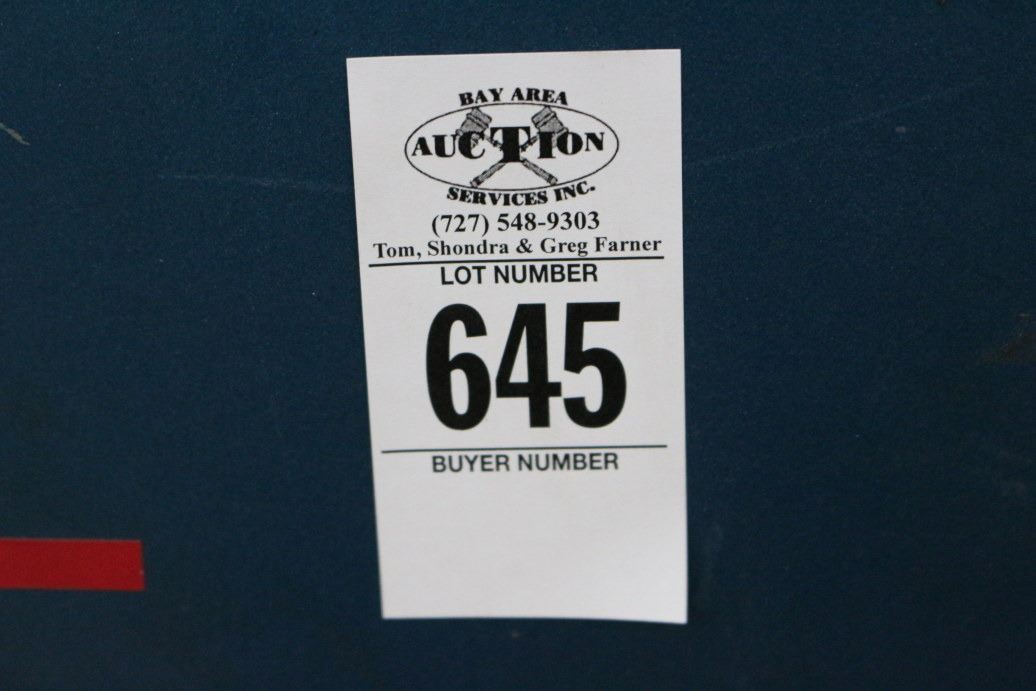 BAY AREA
AUCTION
SERVICES INC.
(727) 548-9303
Tom, Shondra & Greg Farner
LOT NUMBER
645
BUYER NUMBER